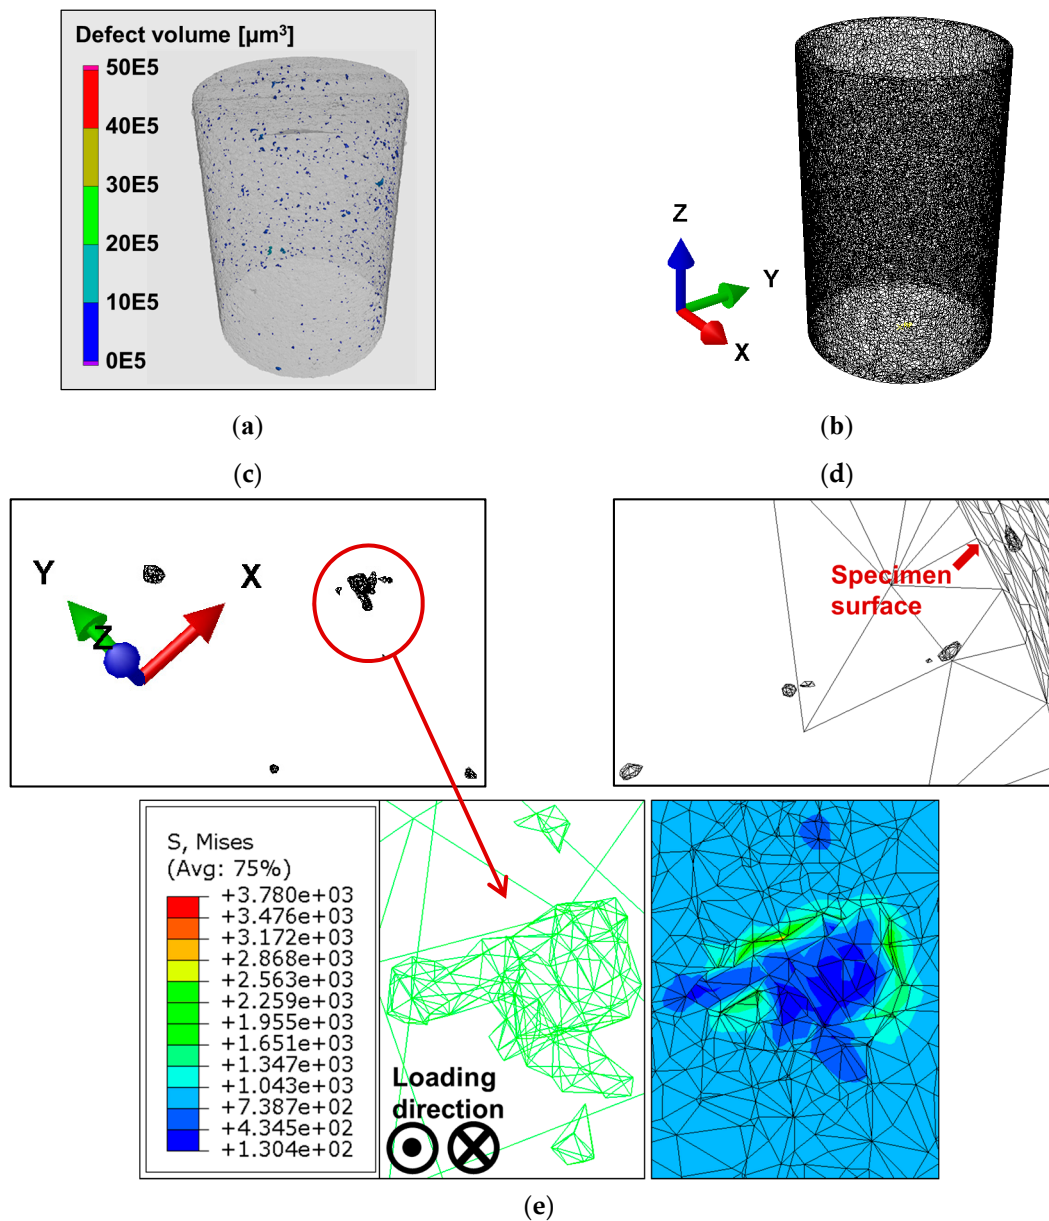 Defect volume [µm³]
50E5
40E5
30E5
20E5
10E5
0E5
Z
Y
X
(a)
(b)
(c)
(d)
Y
X
Z
Specimen
surface
S, Mises
(Avg: 75%)
+3.780e+03
+3.476e+03
+3.172e+03
+2.868e+03
+2.563e+03
+2.259e+03
+1.955e+03
+1.651e+03
+1.347e+03
+1.043e+03
+7.387e+02
+4.345e+02
+1.304e+02
Loading
direction
(e)